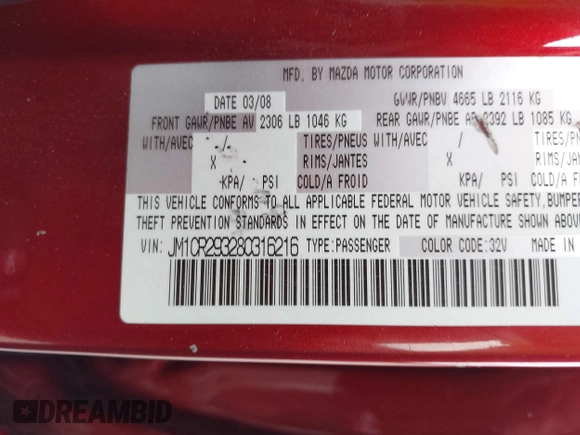 MFD. BY MAZDA MOTOR CORPORATION
DATE 03/08 GVWR/PNBV 4665 LB 2116 KG
FRONT GAWR/PNBE AV 2306 LB 1046 KG REAR GAWR/PNBE AR 2392 LB 1085 KG
WITH/AVEC TIRES/PNEUS WITH/AVEC TIRES/
X RIMS/JANTES X RIMS/JAN
KPA/ PSI COLD/A FROID KPA/ PSI COLD/A
THIS VEHICLE CONFORMS TO ALL APPLICABLE FEDERAL MOTOR VEHICLE SAFETY, BUMPER
THEFT PREVENTION STANDARDS IN EFFECT ON THE DATE OF MANUFACTURE SHOWN ABOVE
VIN: JM1CR293280316216 TYPE:PASSENGER COLOR CODE:32V MADE IN
DREAMBID